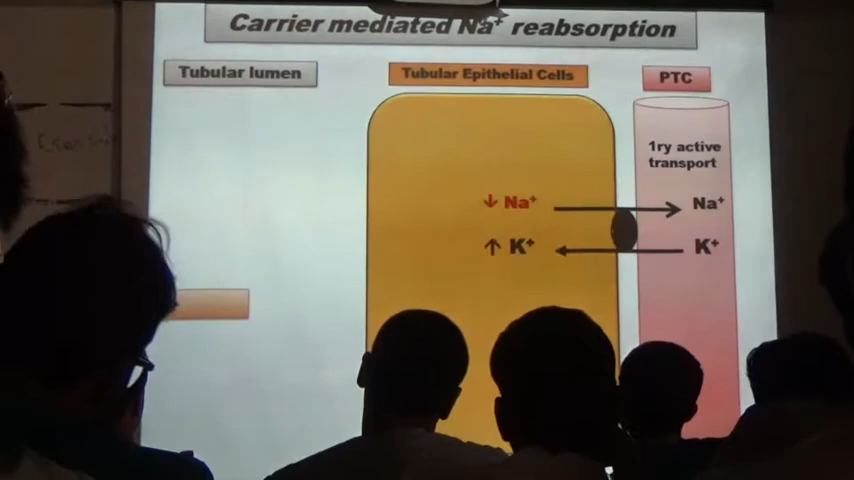 Carrier mediated Na⁺ reabsorption
Tubular lumen
Tubular Epithelial Cells
PTC
1ry active
transport
↓ Na⁺
Na⁺
↑ K⁺
K⁺